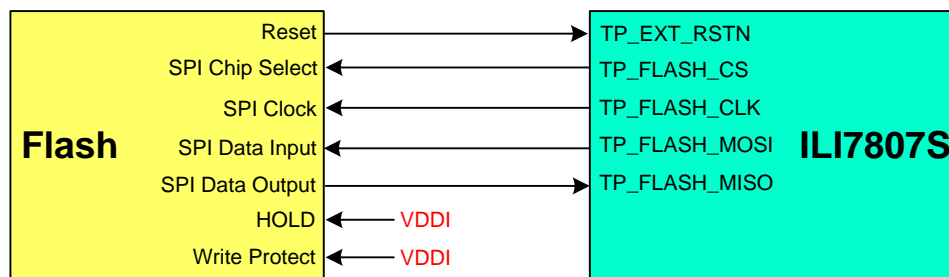 Reset TP_EXT_RSTN
SPI Chip Select TP_FLASH_CS
SPI Clock TP_FLASH_CLK
Flash SPI Data Input TP_FLASH_MOSI ILI7807S
SPI Data Output TP_FLASH_MISO
HOLD VDDI
Write Protect VDDI